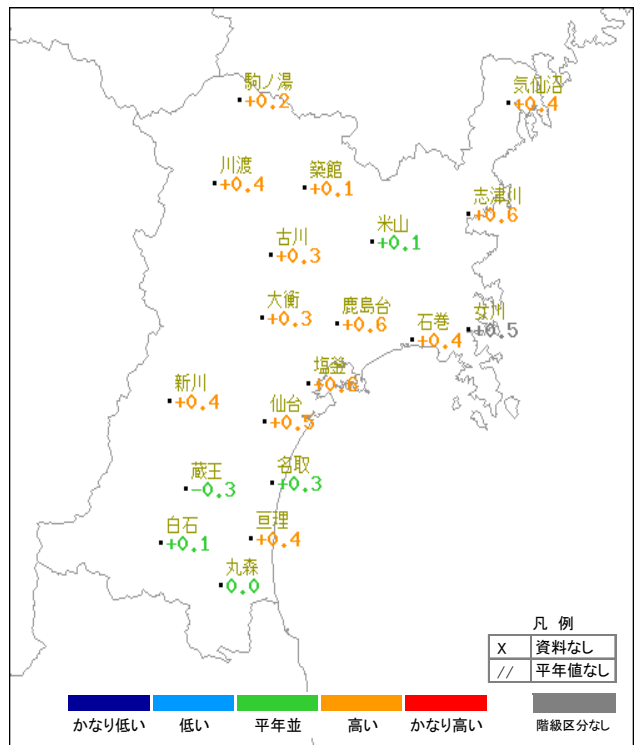 駒ノ湯
+0.2
気仙沼
+0.4
川渡
+0.4
築館
+0.1
志津川
+0.6
米山
+0.1
古川
+0.3
大衡
+0.3
鹿島台
+0.6
石巻
+0.4
女川
+0.5
塩釜
+0.6
新川
+0.4
仙台
+0.5
蔵王
-0.3
名取
+0.3
白石
+0.1
亘理
+0.4
丸森
0.0
凡 例
X 資料なし
// 平年値なし
かなり低い 低い 平年並 高い かなり高い 階級区分なし